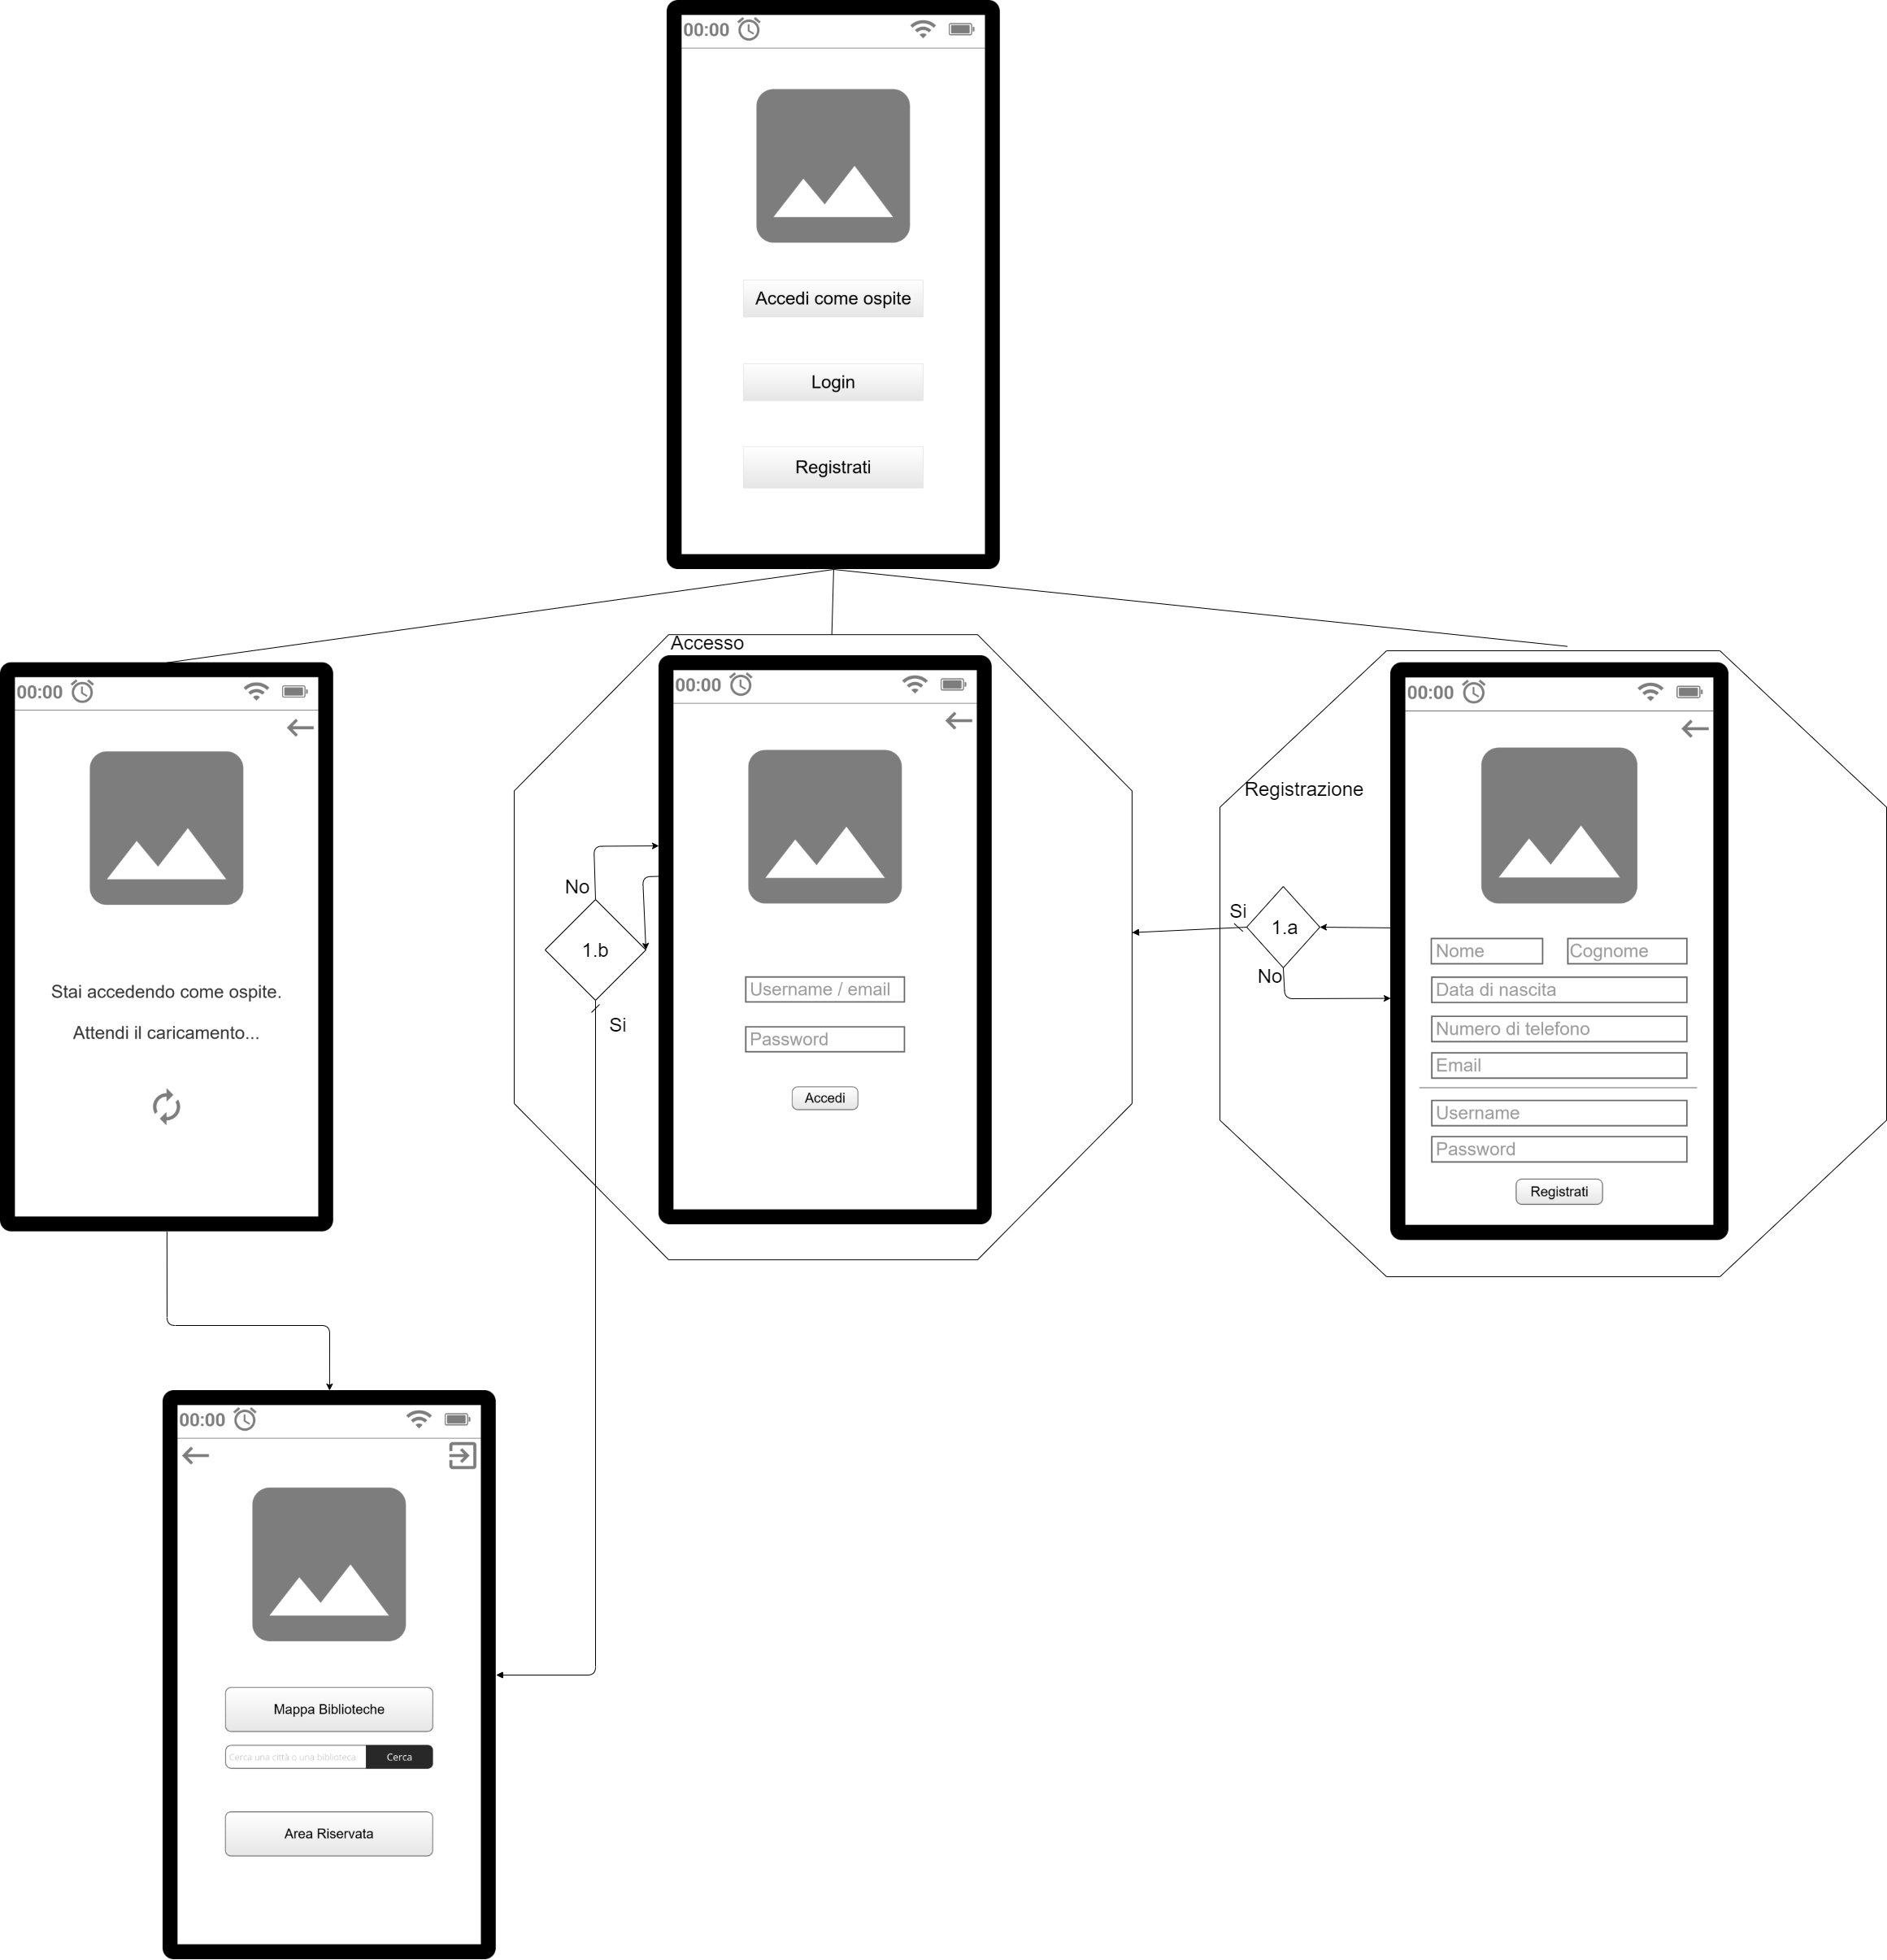 00:00
Accedi come ospite
Login
Registrati
00:00
Stai accedendo come ospite.
Attendi il caricamento...
Accesso
00:00
No
1.b
Si
Username / email
Password
Accedi
Registrazione
00:00
Si
1.a
No
Nome
Cognome
Data di nascita
Numero di telefono
Email
Username
Password
Registrati
00:00
Mappa Biblioteche
Cerca una città o una biblioteca
Cerca
Area Riservata